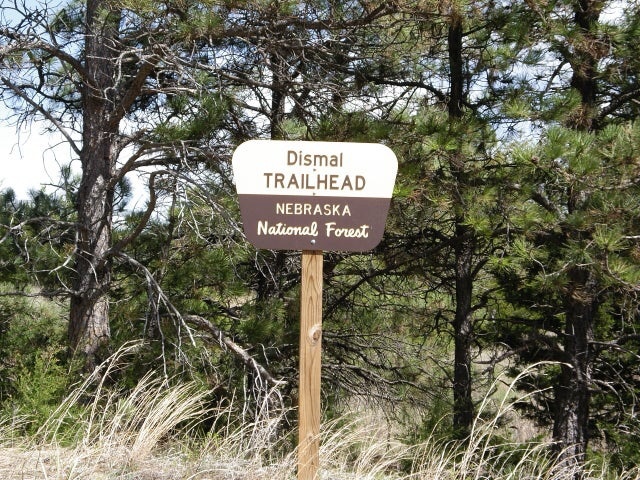 Dismal
TRAILHEAD
NEBRASKA
National Forest